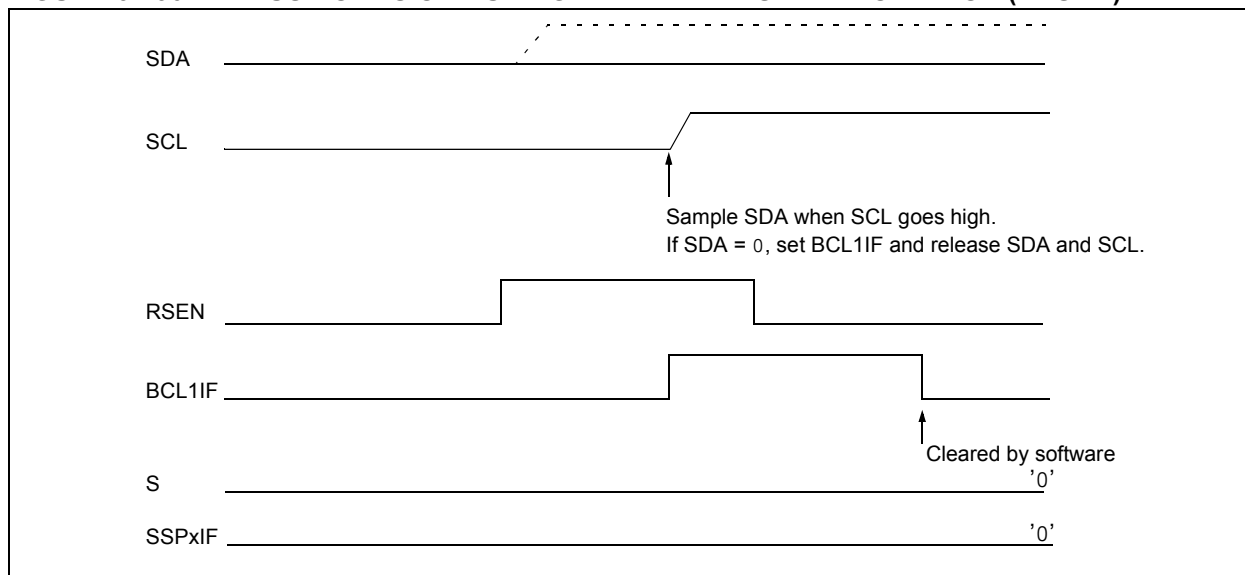 SDA
SCL
Sample SDA when SCL goes high.
If SDA = 0, set BCL1IF and release SDA and SCL.
RSEN
BCL1IF
Cleared by software
S
'0'
SSPxIF
'0'